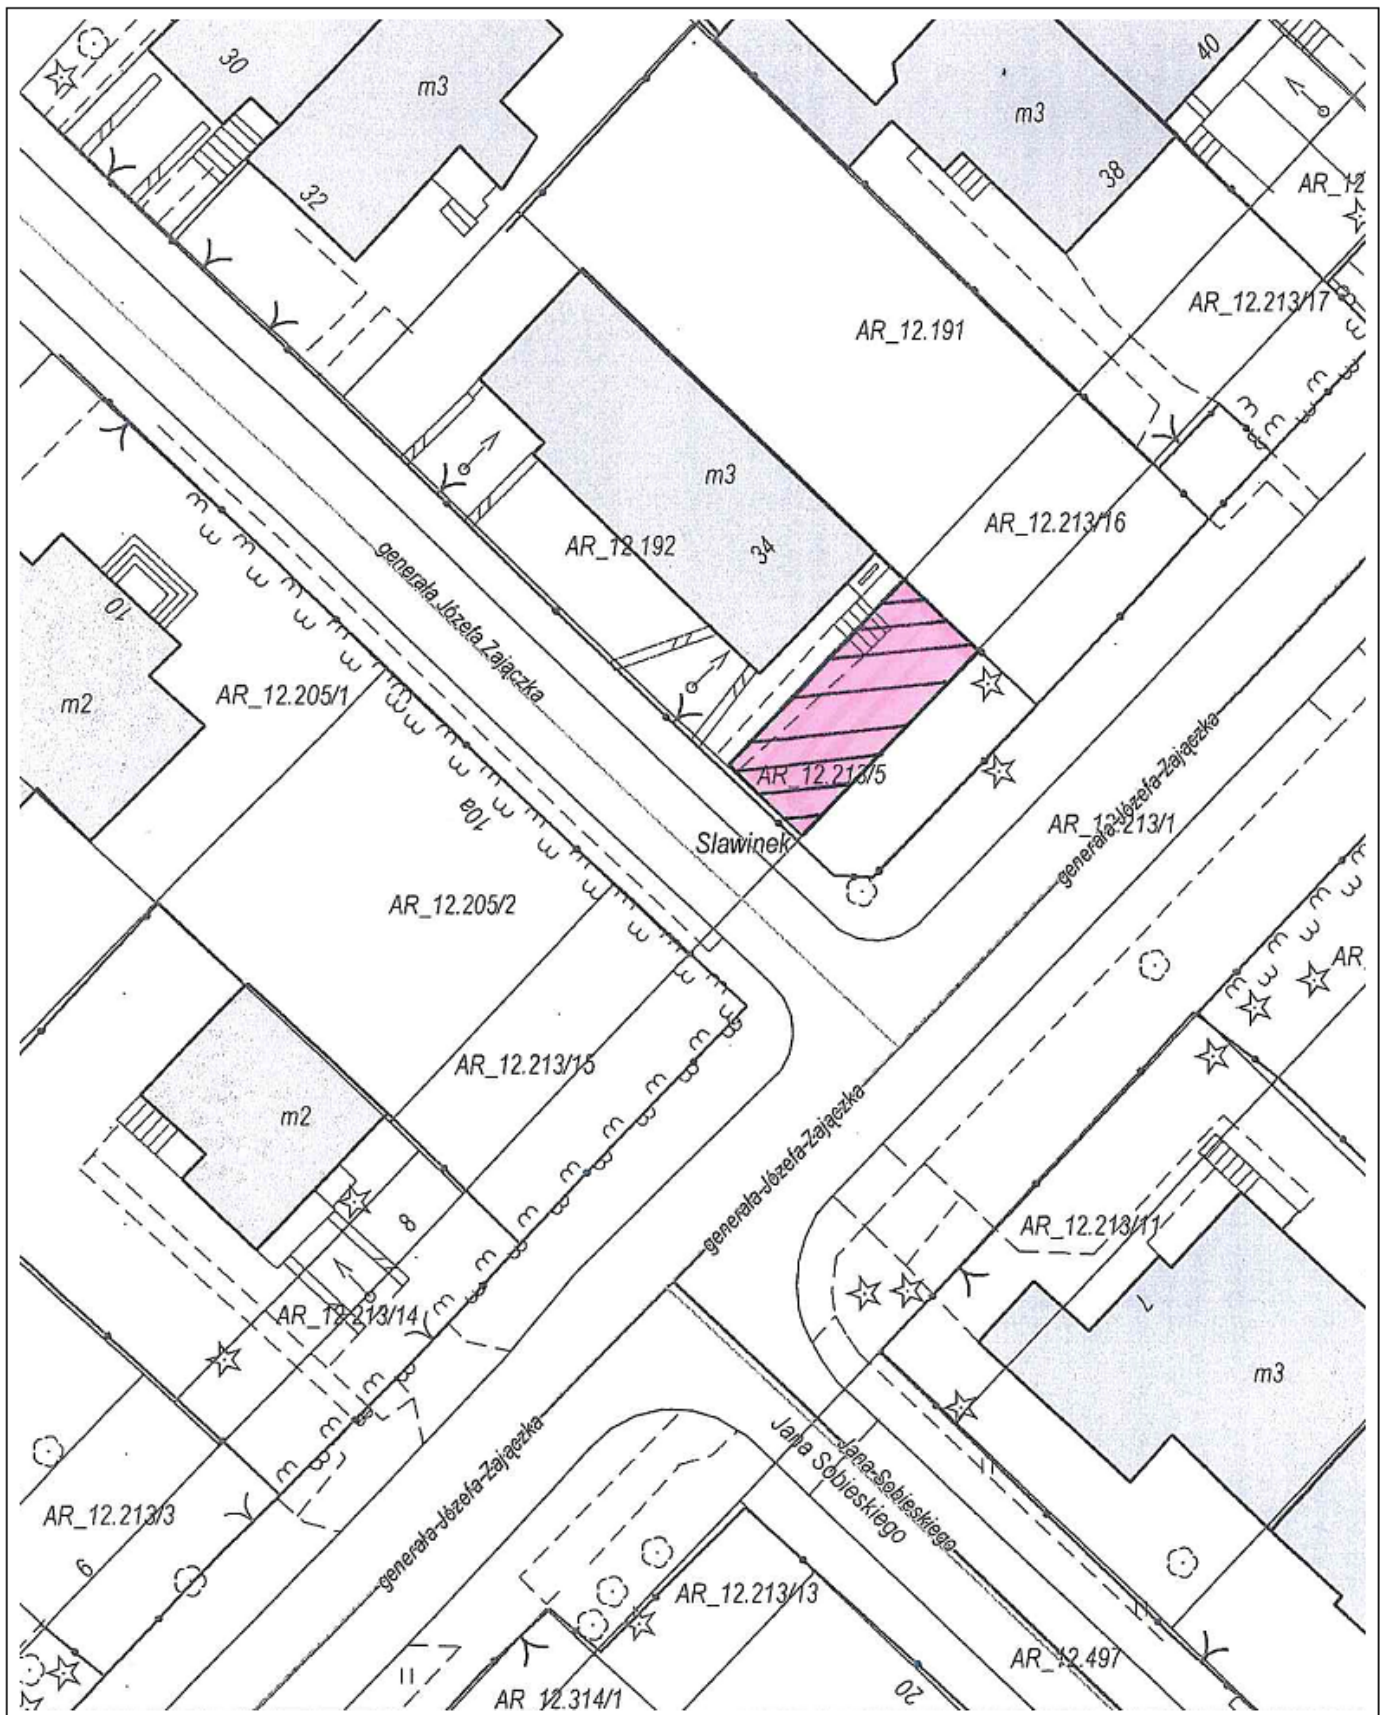 30
m3
40
m3
32
38
AR_12
AR_12.213/17
AR_12.191
m3
AR_12.213/16
34
AR_12.192
generała Józefa Zajączka
10
AR_12.205/1
m2
generała Józefa Zajączka
AR_12.213/5
10a
AR_12.213/1
Sławinek
AR_12.205/2
AR
AR_12.213/15
m2
generała Józefa Zajączka
8
AR_12.213/11
7
AR_12.213/14
m3
generała Józefa Zajączka
Jana Sobieskiego
Jana Sobieskiego
AR_12.213/3
6
AR_12.213/13
AR_12.497
11
AR_12.314/1
20